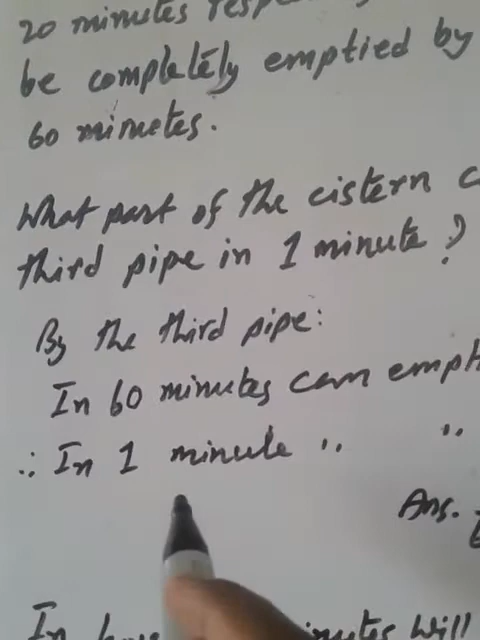 20 minutes
be completely emptied by
60 minutes.
What part of the cistern
third pipe in 1 minute?
By the third pipe:
In 60 minutes can
∴ In 1 minute ,, ,,
Ans.
In will